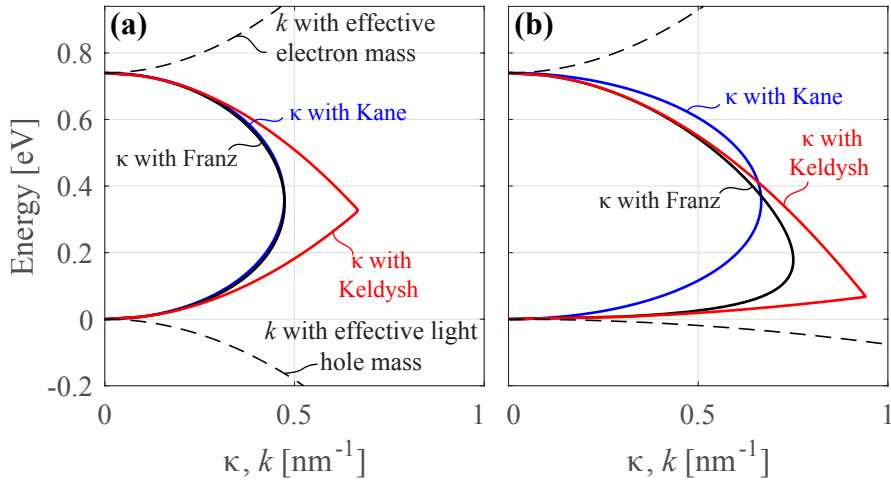 (a)
k with effective
electron mass
κ with Kane
κ with Franz
κ with
Keldysh
k with effective light
hole mass
(b)
κ with Kane
κ with
Keldysh
κ with Franz
Energy [eV]
0.8
0.6
0.4
0.2
0
-0.2
0
0.5
1
0
0.5
1
κ, k [nm⁻¹]
κ, k [nm⁻¹]